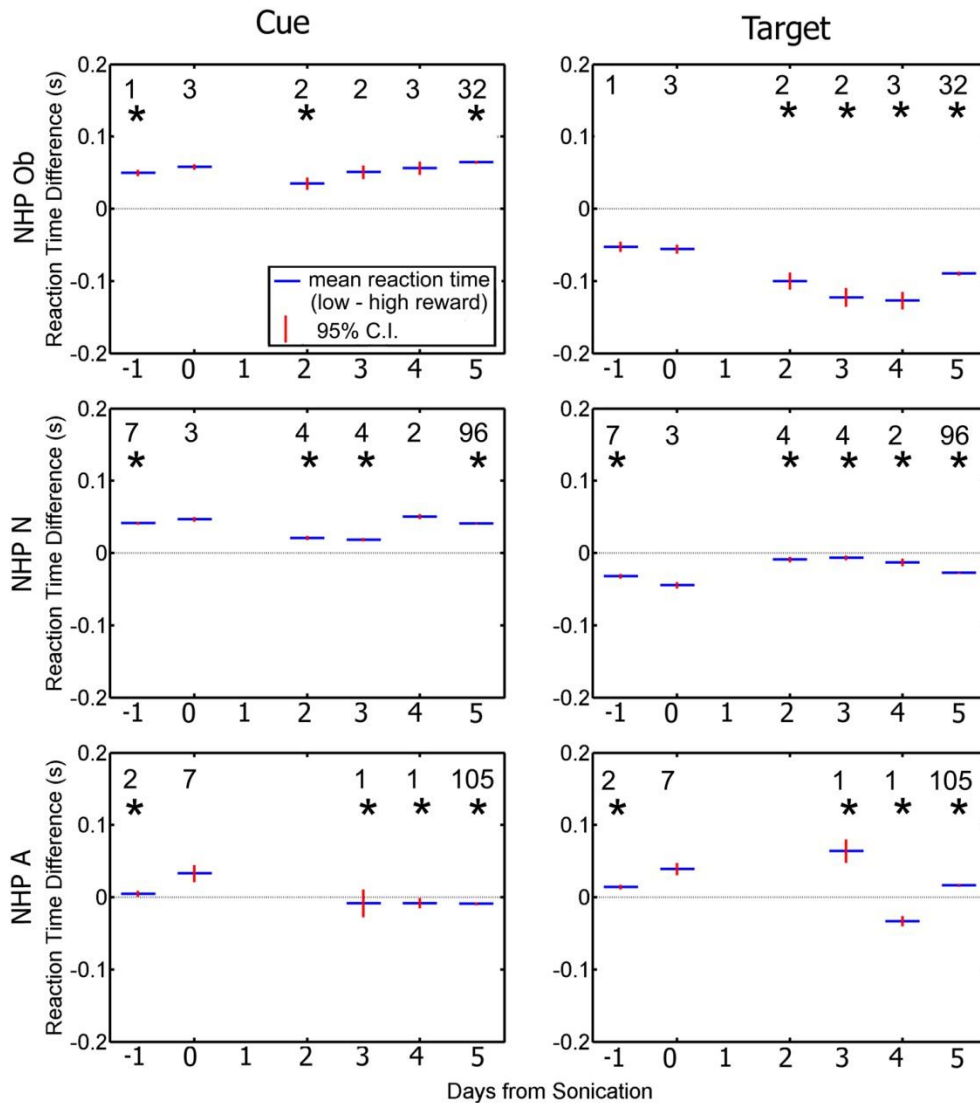 Cue
Target
NHP Ob
Reaction Time Difference (s)
0.2
0.1
0
-0.1
-0.2
1 3 2 2 3 32
* * *
mean reaction time
(low - high reward)
95% C.I.
-1 0 1 2 3 4 5
0.2
0.1
0
-0.1
-0.2
1 3 2 2 3 32
* * * *
-1 0 1 2 3 4 5
NHP N
Reaction Time Difference (s)
0.2
0.1
0
-0.1
-0.2
7 3 4 4 2 96
* * * *
-1 0 1 2 3 4 5
0.2
0.1
0
-0.1
-0.2
7 3 4 4 2 96
* * * * *
-1 0 1 2 3 4 5
NHP A
Reaction Time Difference (s)
0.2
0.1
0
-0.1
-0.2
2 7 1 1 105
* * * *
-1 0 1 2 3 4 5
0.2
0.1
0
-0.1
-0.2
2 7 1 1 105
* * * *
-1 0 1 2 3 4 5
Days from Sonication